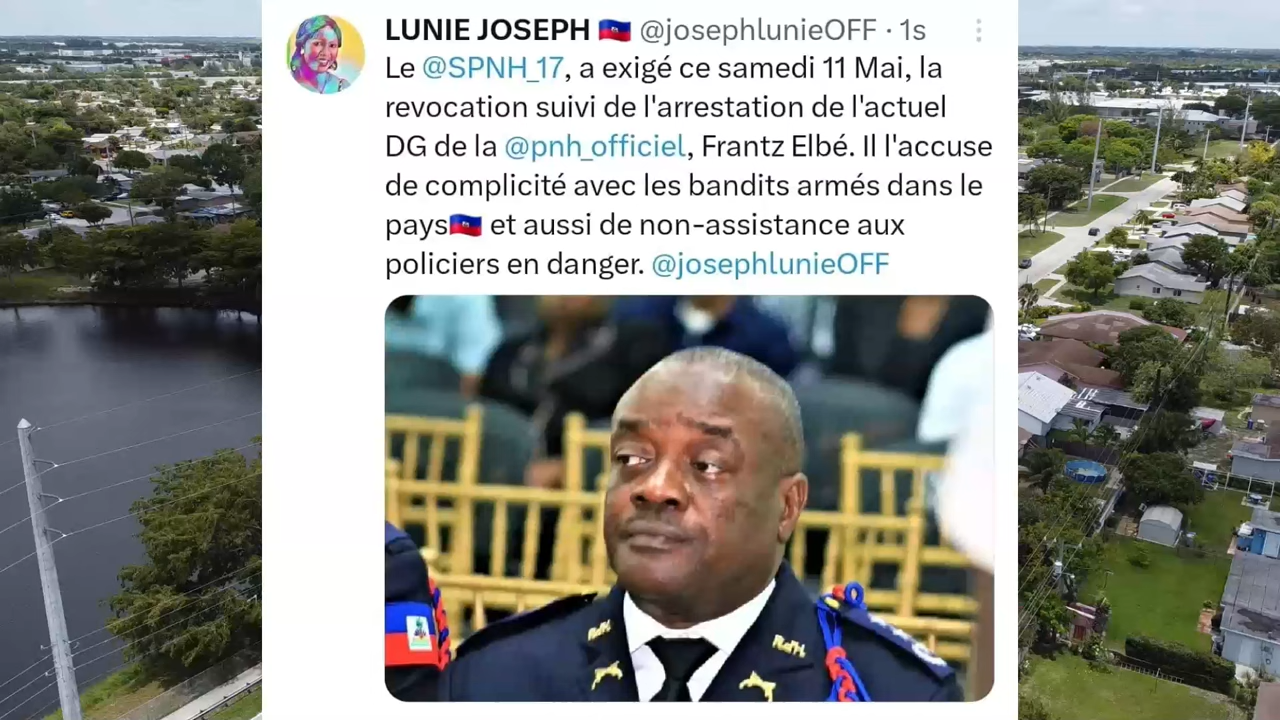 LUNIE JOSEPH 🇭🇹 @josephlunieOFF · 1s
Le @SPNH_17, a exigé ce samedi 11 Mai, la
revocation suivi de l'arrestation de l'actuel
DG de la @pnh_officiel, Frantz Elbé. Il l'accuse
de complicité avec les bandits armés dans le
pays🇭🇹 et aussi de non-assistance aux
policiers en danger. @josephlunieOFF